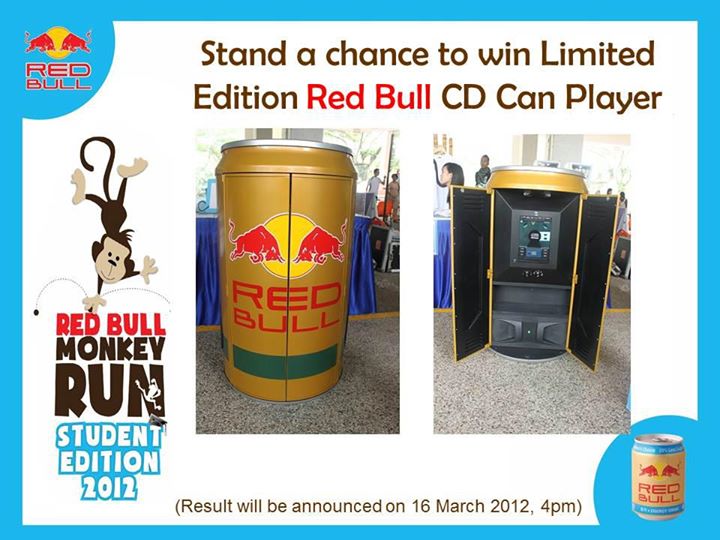 RED
BULL
Stand a chance to win Limited
Edition Red Bull CD Can Player
RED
BULL
RED BULL
MONKEY
RUN
STUDENT
EDITION
2012
RED
BULL
(Result will be announced on 16 March 2012, 4pm)